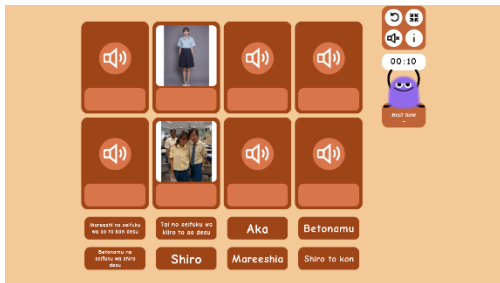 00:10
Best time
-
Mareeshi no seifuku
wa ao to kon desu
Tai no seifuku wa
kiiro to ao desu
Aka
Betonamu
Betonamu no
seifuku wa shiro
desu
Shiro
Mareeshia
Shiro to kon